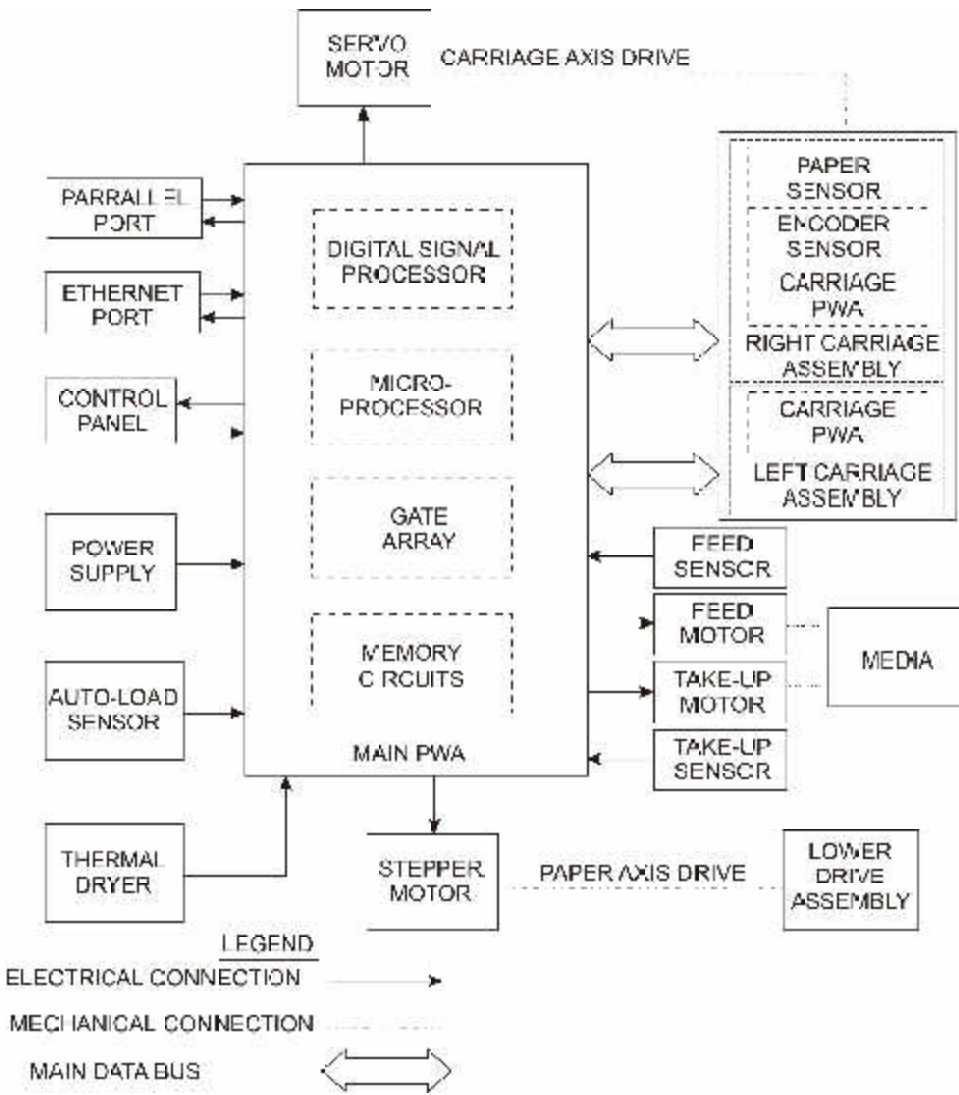 SERVO
MOTOR
CARRIAGE AXIS DRIVE
PARRALLEL
PORT
ETHERNET
PORT
CONTROL
PANEL
POWER
SUPPLY
AUTO-LOAD
SENSOR
THERMAL
DRYER
DIGITAL SIGNAL
PROCESSOR
MICRO-
PROCESSOR
GATE
ARRAY
MEMORY
CIRCUITS
MAIN PWA
PAPER
SENSOR
ENCODER
SENSOR
CARRIAGE
PWA
RIGHT CARRIAGE
ASSEMBLY
CARRIAGE
PWA
LEFT CARRIAGE
ASSEMBLY
FEED
SENSOR
FEED
MOTOR
TAKE-UP
MOTOR
TAKE-UP
SENSOR
MEDIA
STEPPER
MOTOR
PAPER AXIS DRIVE
LOWER
DRIVE
ASSEMBLY
LEGEND
ELECTRICAL CONNECTION
MECHANICAL CONNECTION
MAIN DATA BUS